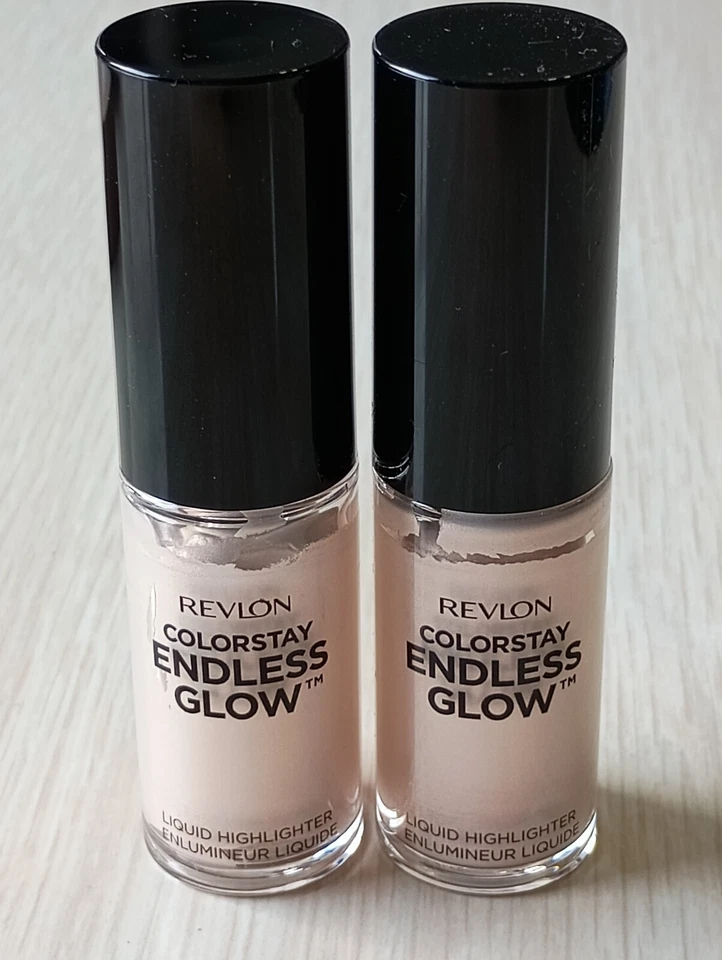 REVLON
COLORSTAY
ENDLESS
GLOW™
LIQUID HIGHLIGHTER
ENLUMINEUR LIQUIDE
REVLON
COLORSTAY
ENDLESS
GLOW™
LIQUID HIGHLIGHTER
ENLUMINEUR LIQUIDE